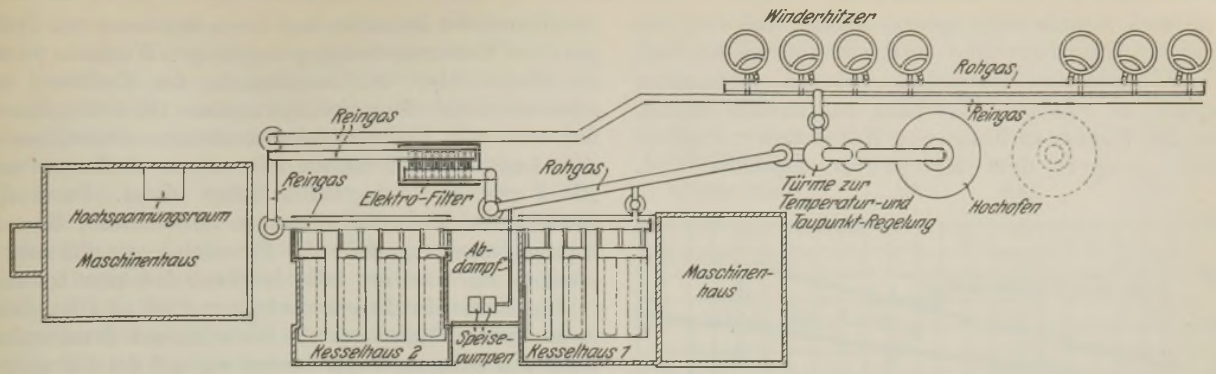 Winderhitzer
Rohgas
Reingas
Reingas
Reingas
Rohgas
Elektro-Filter
Türme zur
Temperatur-und
Taupunkt-Regelung
Hochofen
Hochspannungsraum
Maschinenhaus
Ab-
dampf
Maschinen-
haus
Kesselhaus 2
Speise-
pumpen
Kesselhaus 1